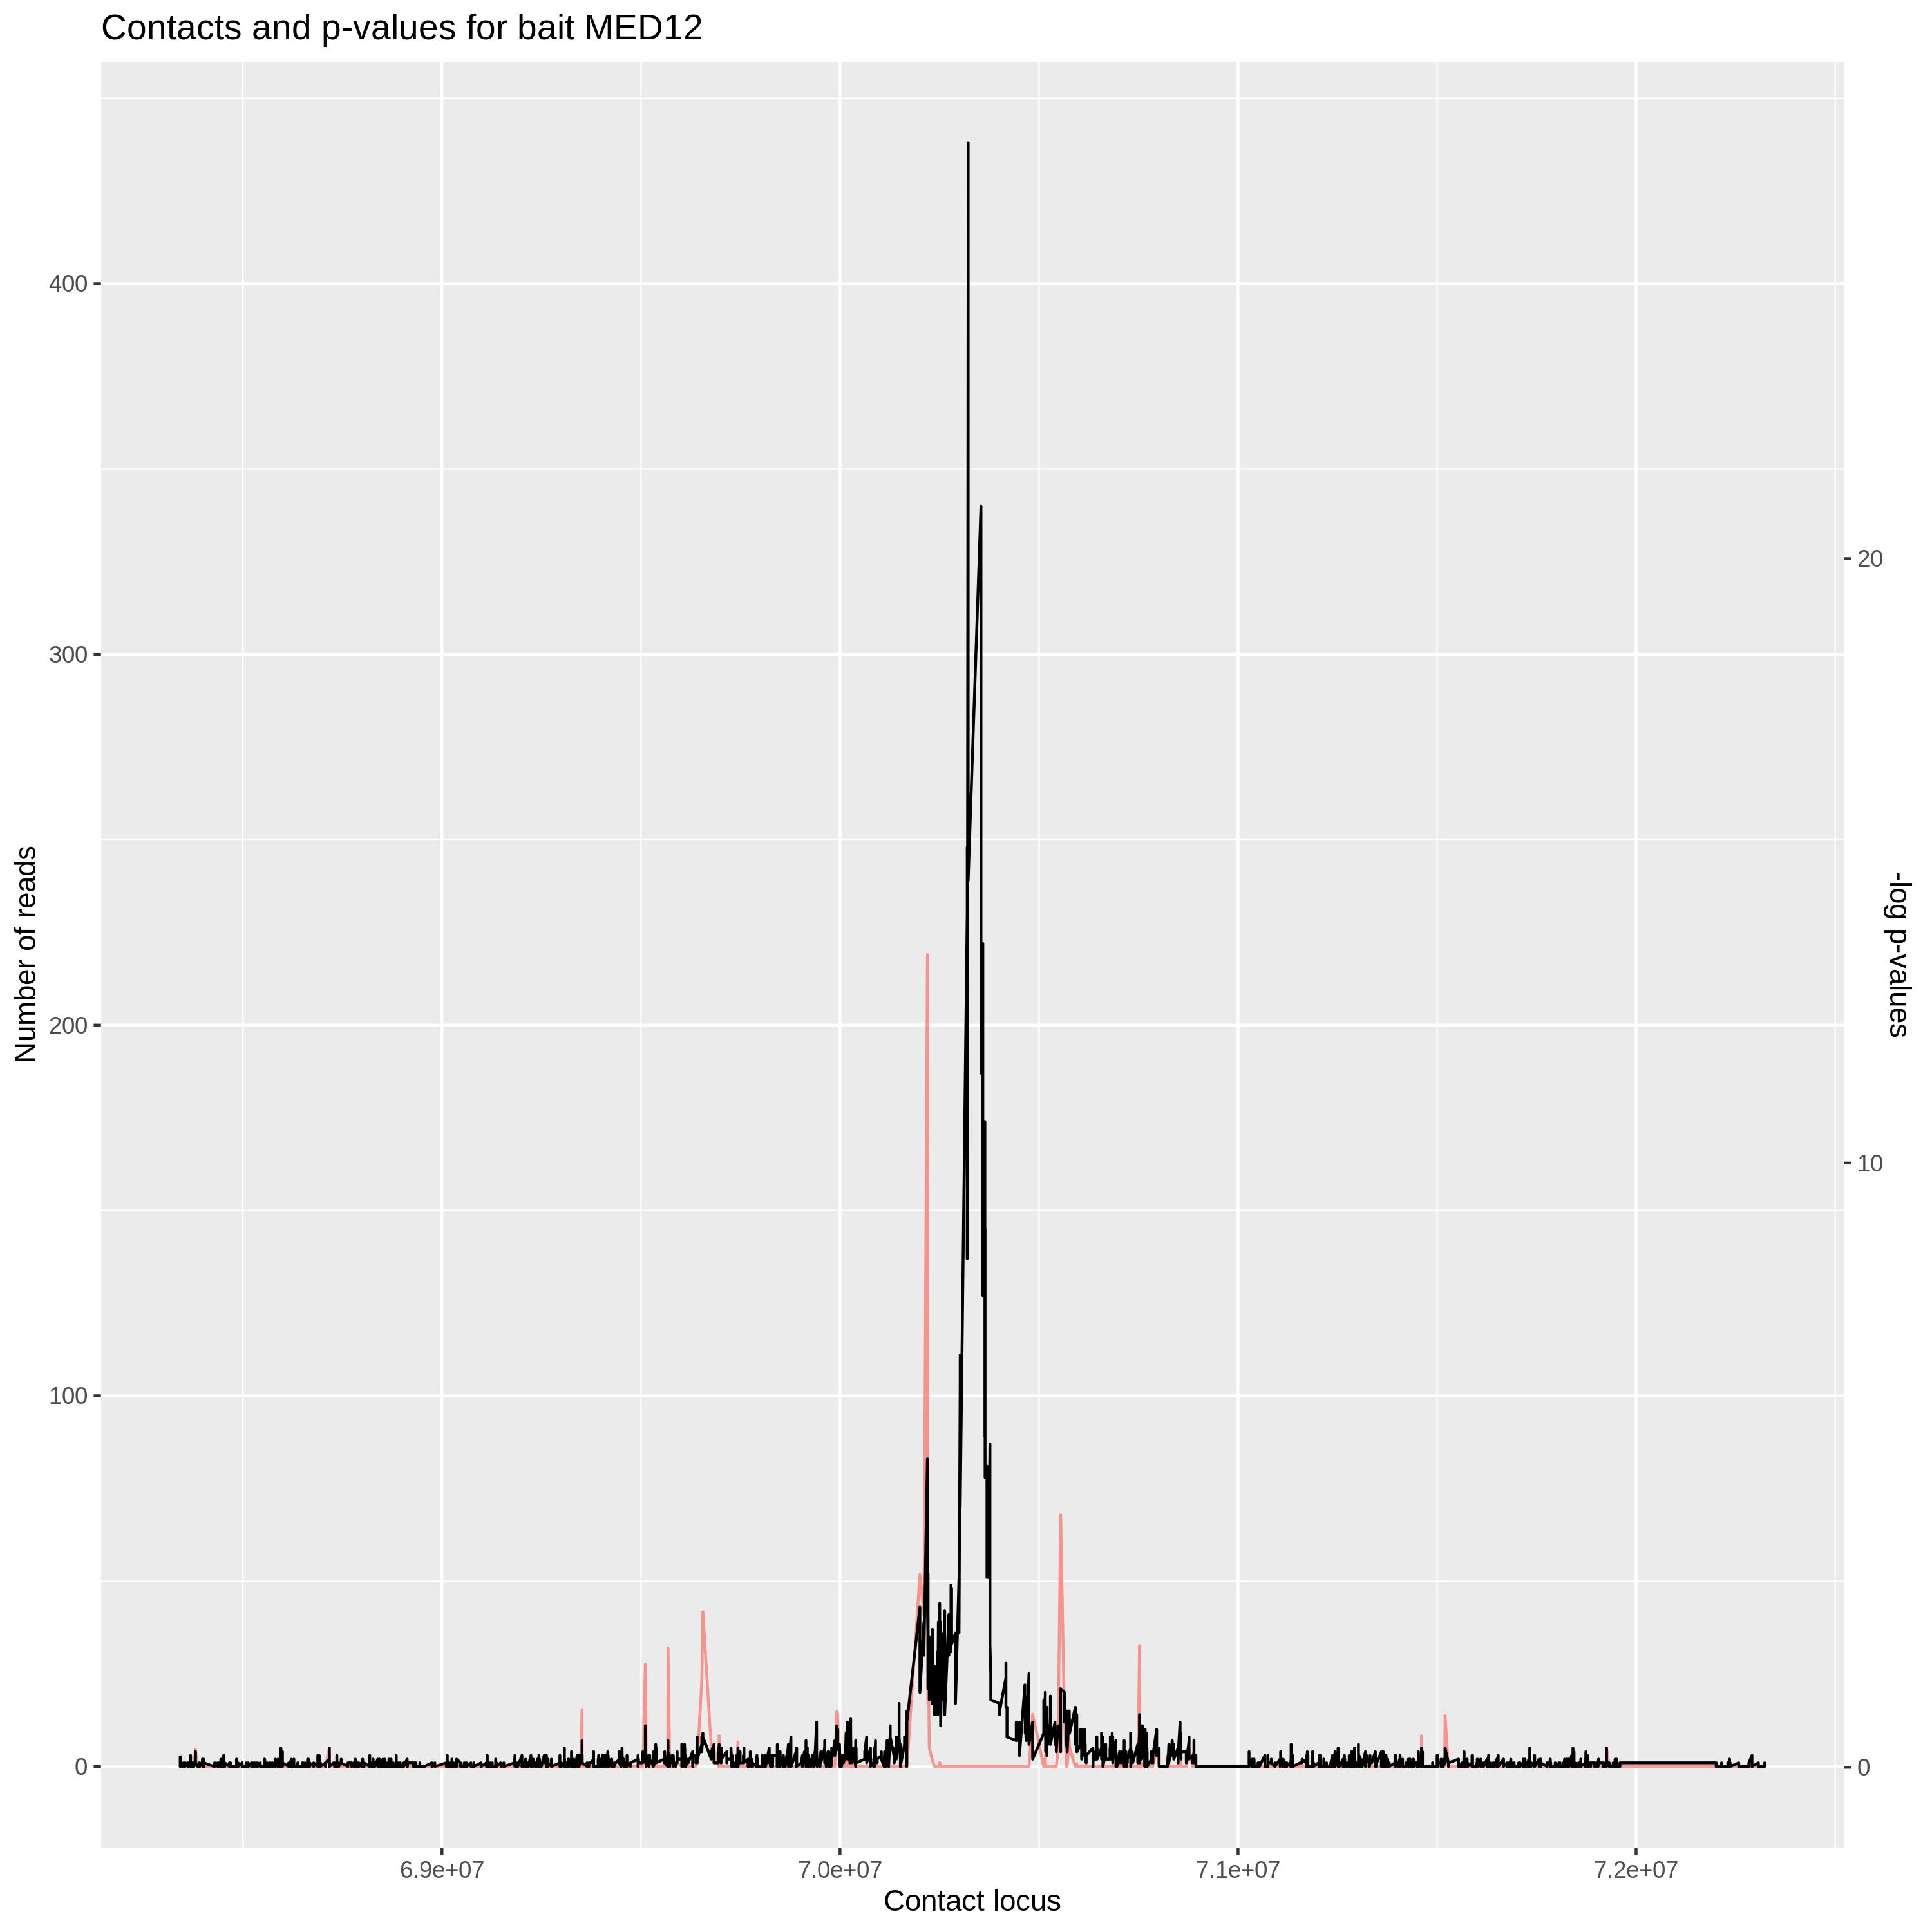 Contacts and p-values for bait MED12
400
300
200
100
0
Number of reads
20
10
0
-log p-values
6.9e+07 7.0e+07 7.1e+07 7.2e+07
Contact locus